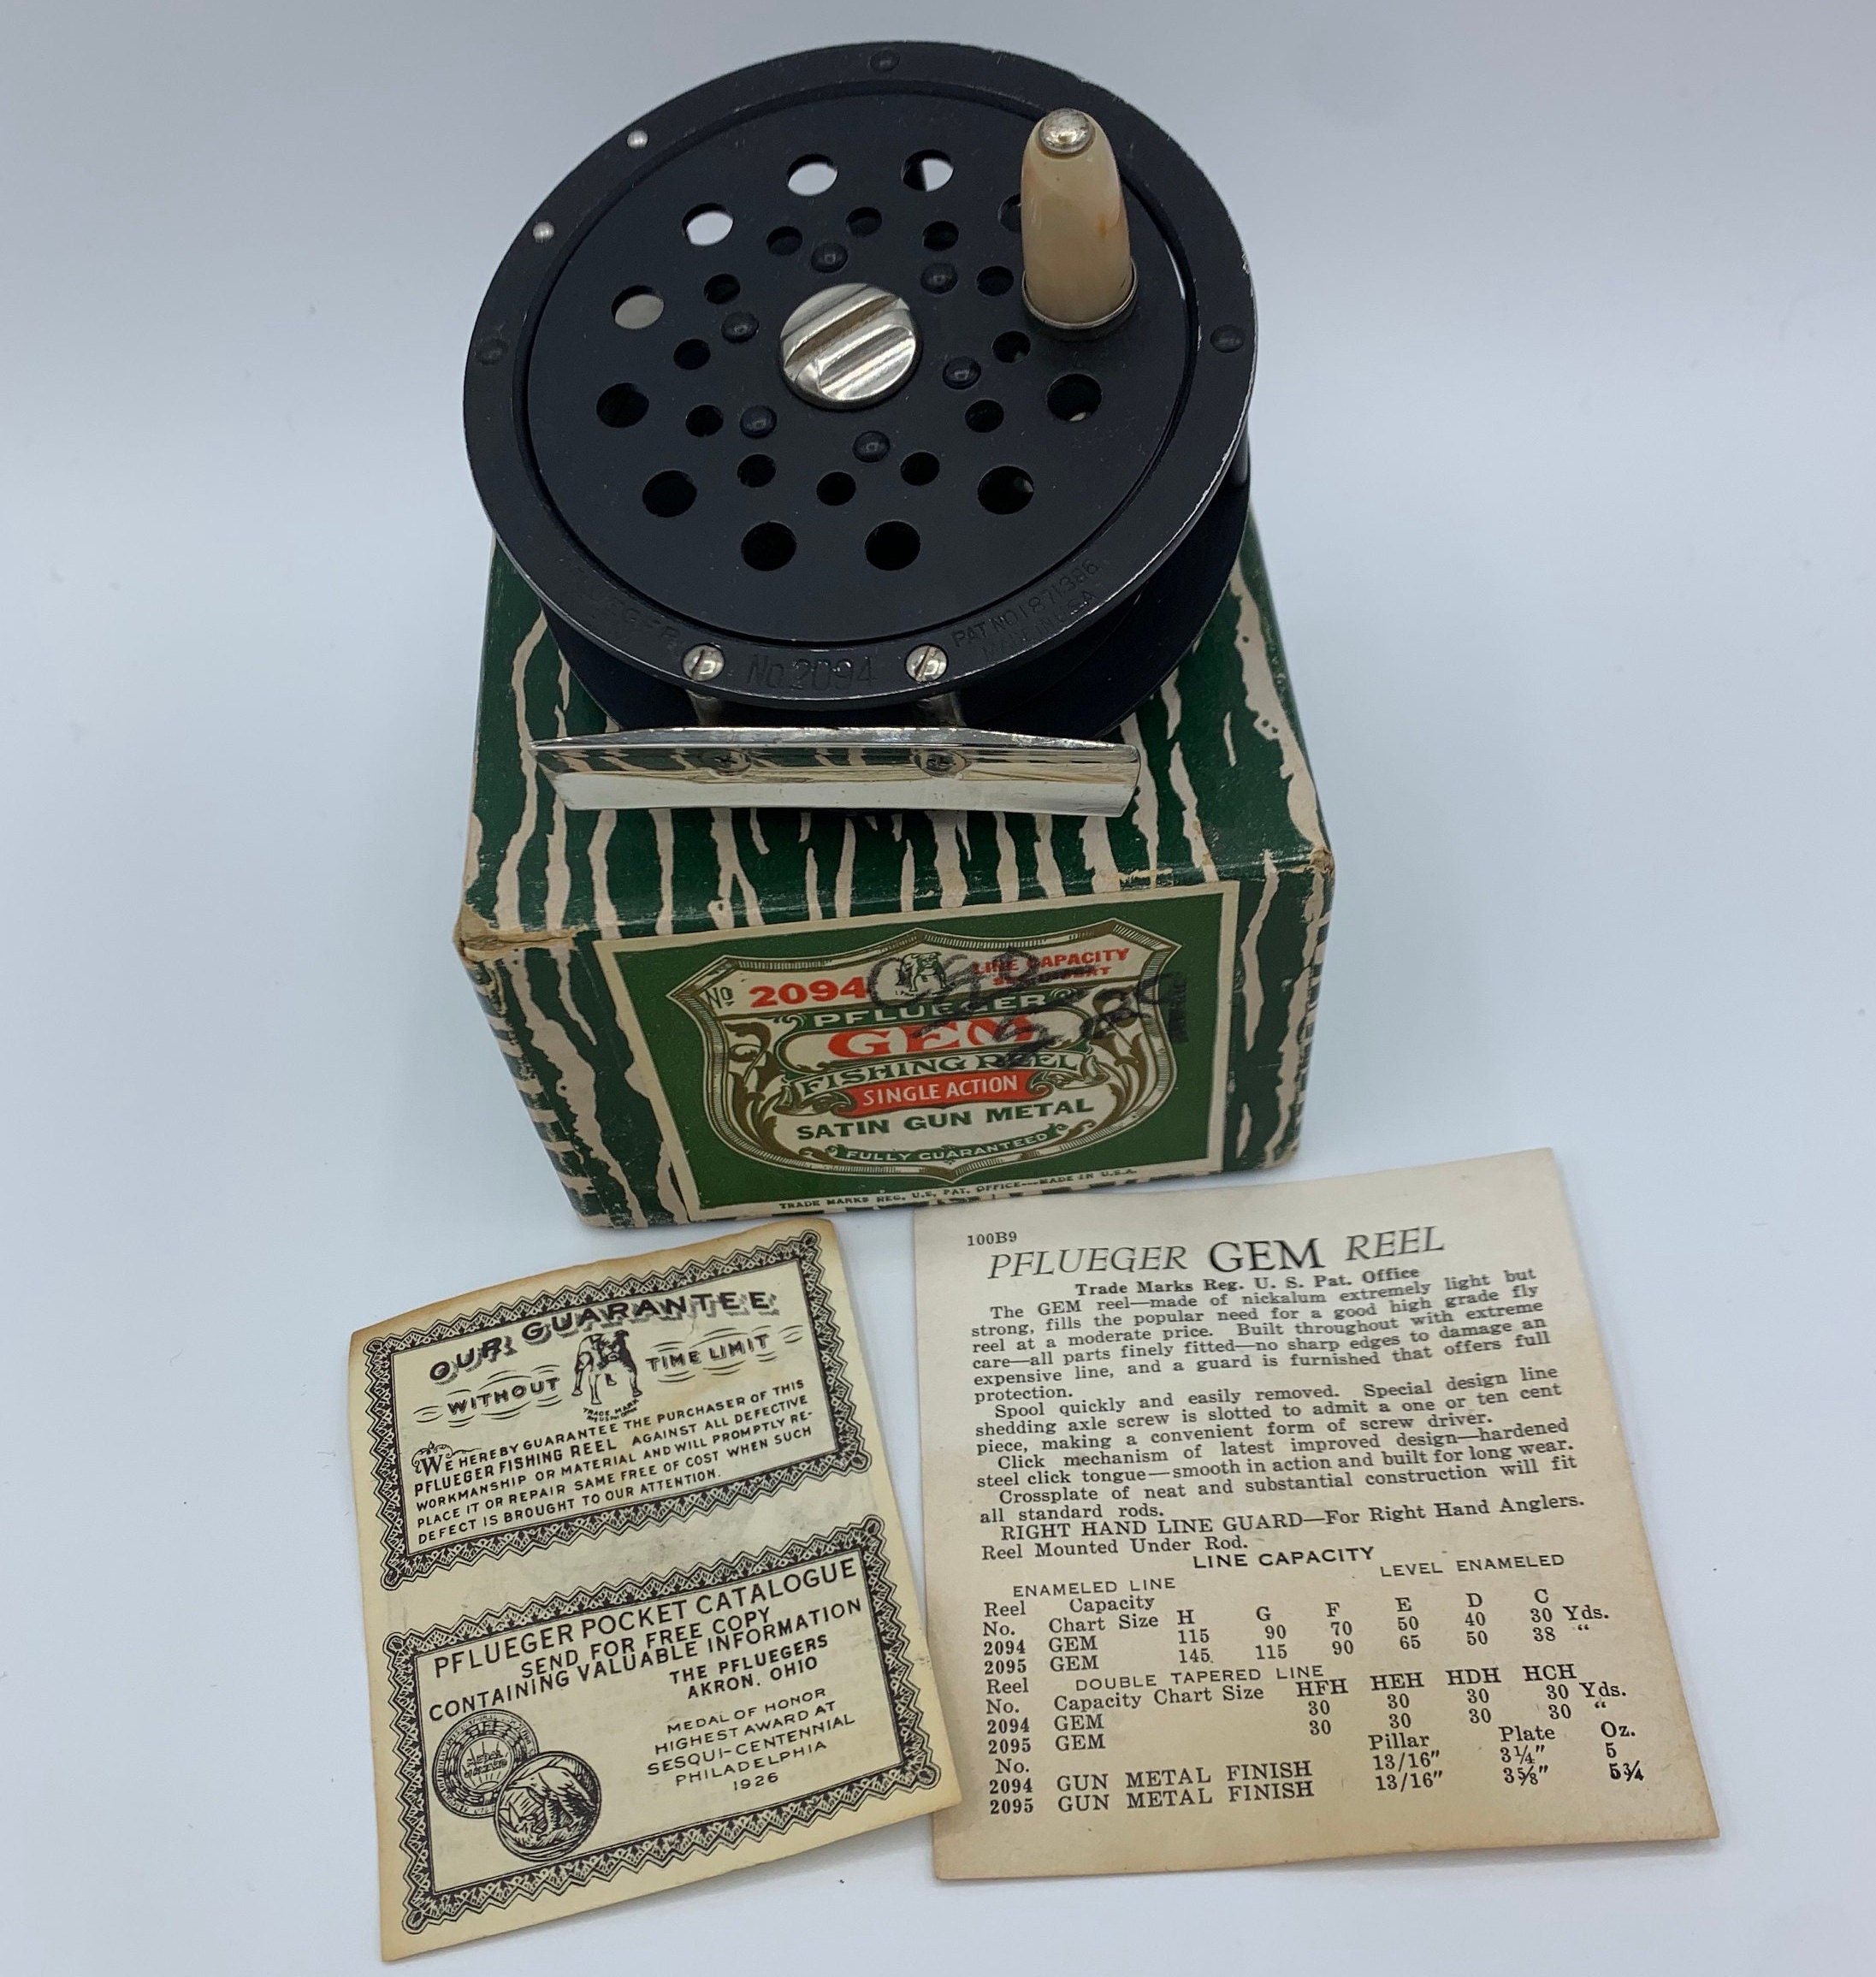 No. 2094
PAT NO 1871386
MADE IN U.S.A.
No 2094
LINE CAPACITY
PFLUEGER
GEM
FISHING REEL
SINGLE ACTION
SATIN GUN METAL
FULLY GUARANTEED
TRADE MARKS REG. U.S. PAT. OFFICE—MADE IN U.S.A.
OUR GUARANTEE
WITHOUT TIME LIMIT
TRADE MARK
WE HEREBY GUARANTEE THE PURCHASER OF THIS
PFLUEGER FISHING REEL AGAINST ALL DEFECTIVE
WORKMANSHIP OR MATERIAL AND WILL PROMPTLY RE-
PLACE IT OR REPAIR SAME FREE OF COST WHEN SUCH
DEFECT IS BROUGHT TO OUR ATTENTION.
PFLUEGER POCKET CATALOGUE
SEND FOR FREE COPY
CONTAINING VALUABLE INFORMATION
THE PFLUEGERS
AKRON, OHIO
MEDAL OF HONOR
HIGHEST AWARD AT
SESQUI-CENTENNIAL
PHILADELPHIA
1926
100B9
PFLUEGER GEM REEL
Trade Marks Reg. U. S. Pat. Office
The GEM reel—made of nickalum extremely light but
strong, fills the popular need for a good high grade fly
reel at a moderate price. Built throughout with extreme
care—all parts finely fitted—no sharp edges to damage an
expensive line, and a guard is furnished that offers full
protection.
Spool quickly and easily removed. Special design line
shedding axle screw is slotted to admit a one or ten cent
piece, making a convenient form of screw driver.
Click mechanism of latest improved design—hardened
steel click tongue—smooth in action and built for long wear.
Crossplate of neat and substantial construction will fit
all standard rods.
RIGHT HAND LINE GUARD—For Right Hand Anglers.
Reel Mounted Under Rod.
LINE CAPACITY
ENAMELED LINE LEVEL ENAMELED
Reel Capacity
No. Chart Size H G F E D C
2094 GEM 115 90 70 50 40 30 Yds.
2095 GEM 145 115 90 65 50 38 “
Reel DOUBLE TAPERED LINE
No. Capacity Chart Size HFH HEH HDH HCH
2094 GEM 30 30 30 30 Yds.
2095 GEM 30 30 30 30 “
No. Pillar Plate Oz.
2094 GUN METAL FINISH 13/16" 3¼" 5
2095 GUN METAL FINISH 13/16" 3⅝" 5¾